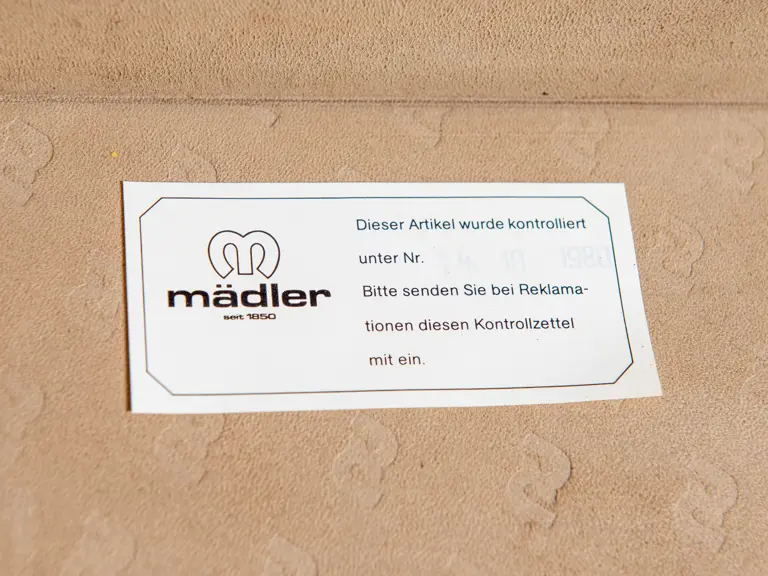 mädler
seit 1850
Dieser Artikel wurde kontrolliert
unter Nr.
Bitte senden Sie bei Reklama-
tionen diesen Kontrollzettel
mit ein.